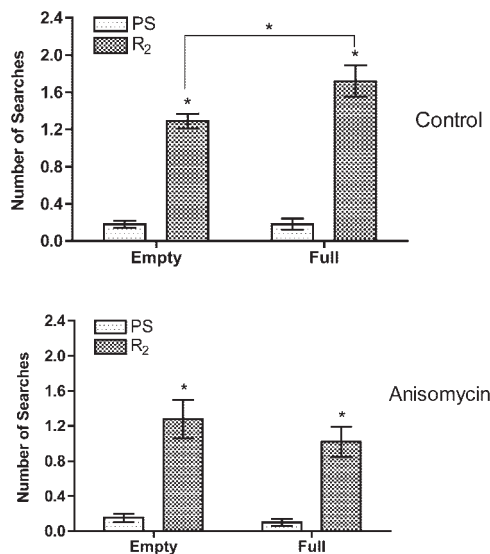 2.4
PS
R2
*
2.0
*
1.6
*
1.2
0.8
0.4
0.0
Number of Searches
Control
Empty Full
2.4
PS
R2
2.0
1.6
*
*
1.2
0.8
0.4
0.0
Number of Searches
Anisomycin
Empty Full